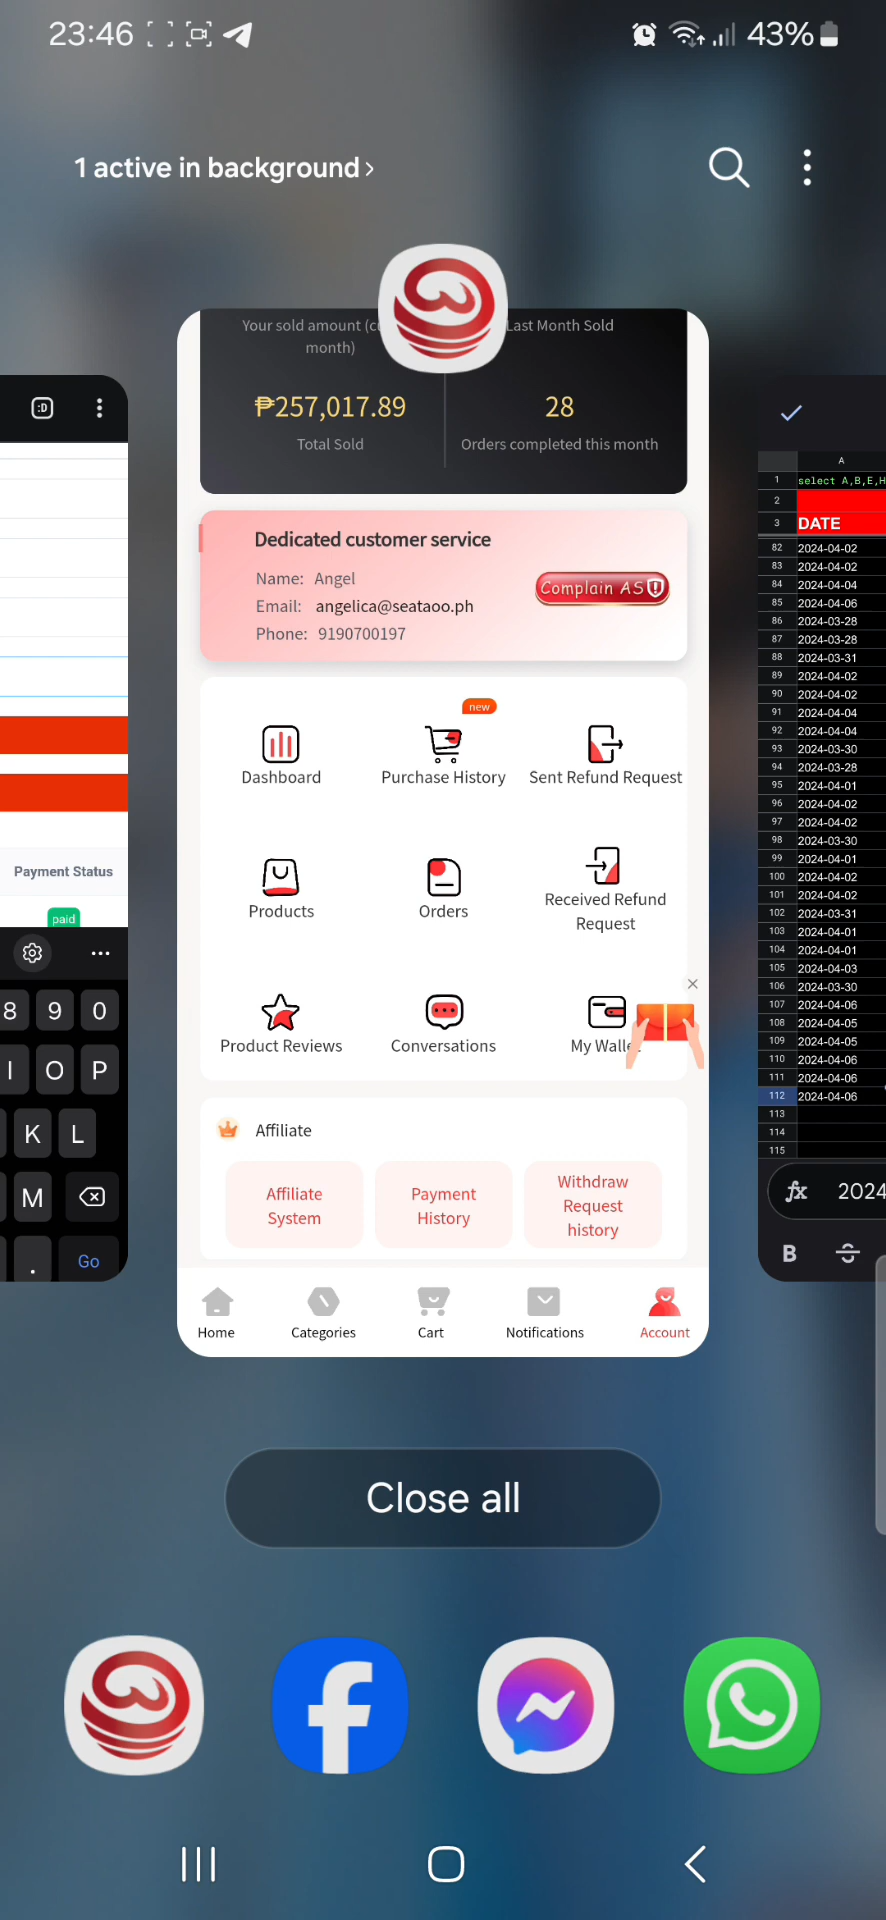 23:46
43%
1 active in background
Your sold amount (cu
month)
Last Month Sold
₱257,017.89
28
Total Sold
Orders completed this month
Dedicated customer service
Name: Angel
Email: angelica@seataoo.ph
Phone: 9190700197
Complain AS
new
Dashboard
Purchase History
Sent Refund Request
Products
Orders
Received Refund
Request
Product Reviews
Conversations
My Walle
Affiliate
Affiliate
System
Payment
History
Withdraw
Request
history
Home
Categories
Cart
Notifications
Account
:D
Payment Status
paid
8 9 0
I O P
K L
M
.
Go
A
1 select A,B,E,H
2
3 DATE
82 2024-04-02
83 2024-04-02
84 2024-04-04
85 2024-04-06
86 2024-03-28
87 2024-03-28
88 2024-03-31
89 2024-04-02
90 2024-04-02
91 2024-04-04
92 2024-04-04
93 2024-03-30
94 2024-03-28
95 2024-04-01
96 2024-04-02
97 2024-04-02
98 2024-03-30
99 2024-04-01
100 2024-04-02
101 2024-04-02
102 2024-03-31
103 2024-04-01
104 2024-04-01
105 2024-04-03
106 2024-03-30
107 2024-04-06
108 2024-04-05
109 2024-04-05
110 2024-04-06
111 2024-04-06
112 2024-04-06
113
114
115
fx 2024
B S
Close all